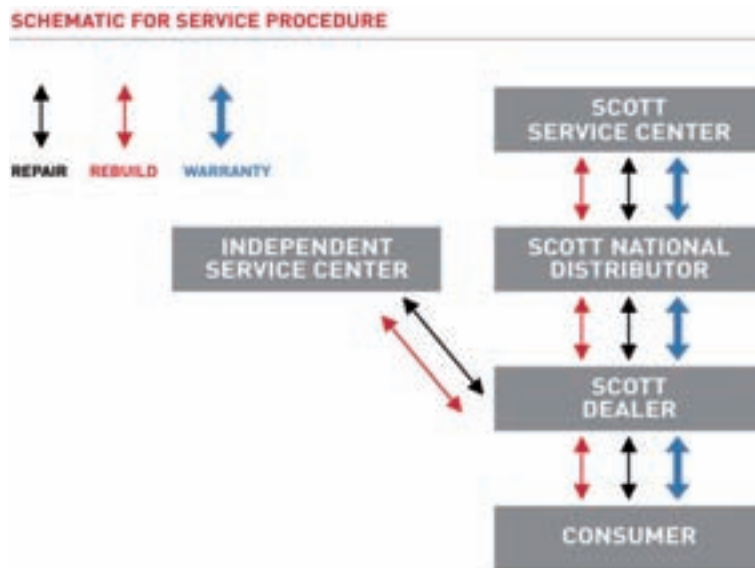 SCHEMATIC FOR SERVICE PROCEDURE
REPAIR REBUILD WARRANTY
SCOTT
SERVICE CENTER
INDEPENDENT
SERVICE CENTER
SCOTT NATIONAL
DISTRIBUTOR
SCOTT
DEALER
CONSUMER